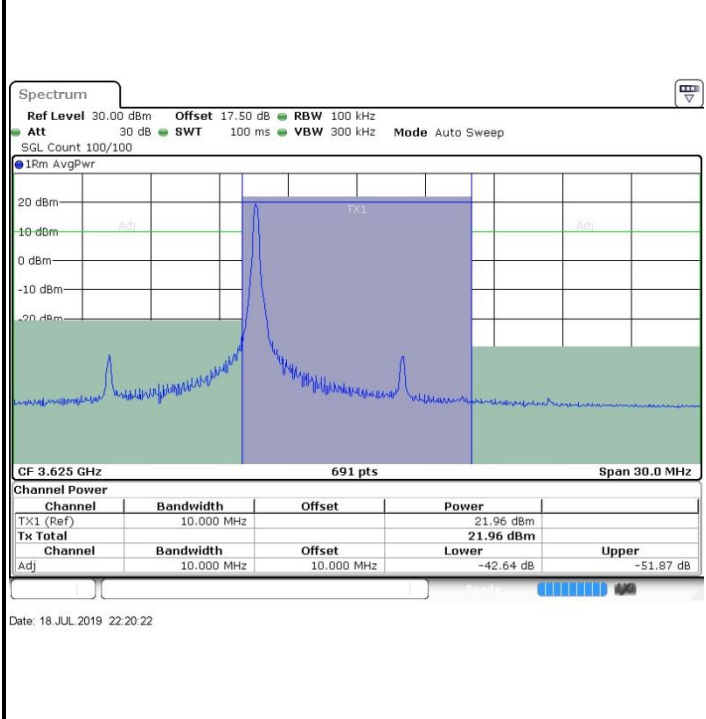 Spectrum
Ref Level 30.00 dBm Offset 17.50 dB RBW 100 kHz
Att 30 dB SWT 100 ms VBW 300 kHz Mode Auto Sweep
SGL Count 100/100
1Rm AvgPwr
20 dBm
TX1
Adj
Adj
10 dBm
0 dBm
-10 dBm
-20 dBm
CF 3.625 GHz 691 pts Span 30.0 MHz
Channel Power
Channel Bandwidth Offset Power
TX1 (Ref) 10.000 MHz 21.96 dBm
Tx Total 21.96 dBm
Channel Bandwidth Offset Lower Upper
Adj 10.000 MHz 10.000 MHz -42.64 dB -51.87 dB
Ready
Date: 18.JUL.2019 22:20:22